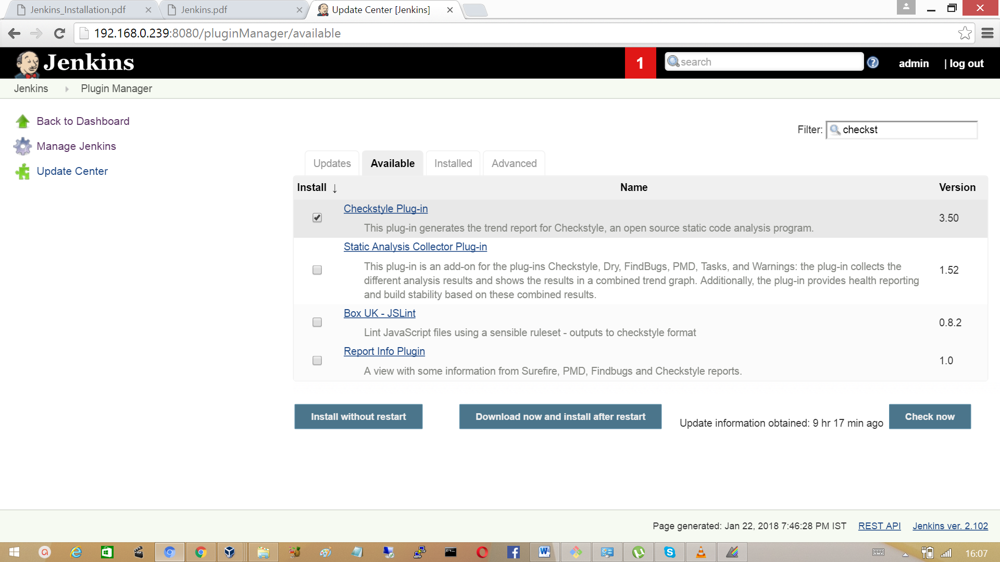 Jenkins_Installation.pdf
Jenkins.pdf
Update Center [Jenkins]
192.168.0.239:8080/pluginManager/available
Jenkins
1
search
admin
| log out
Jenkins
Plugin Manager
Back to Dashboard
Manage Jenkins
Update Center
Filter: checkst
Updates
Available
Installed
Advanced
Install ↓
Name
Version
Checkstyle Plug-in
This plug-in generates the trend report for Checkstyle, an open source static code analysis program.
3.50
Static Analysis Collector Plug-in
This plug-in is an add-on for the plug-ins Checkstyle, Dry, FindBugs, PMD, Tasks, and Warnings: the plug-in collects the
different analysis results and shows the results in a combined trend graph. Additionally, the plug-in provides health reporting
and build stability based on these combined results.
1.52
Box UK - JSLint
Lint JavaScript files using a sensible ruleset - outputs to checkstyle format
0.8.2
Report Info Plugin
A view with some information from Surefire, PMD, Findbugs and Checkstyle reports.
1.0
Install without restart
Download now and install after restart
Update information obtained: 9 hr 17 min ago
Check now
Page generated: Jan 22, 2018 7:46:28 PM IST
REST API
Jenkins ver. 2.102
16:07